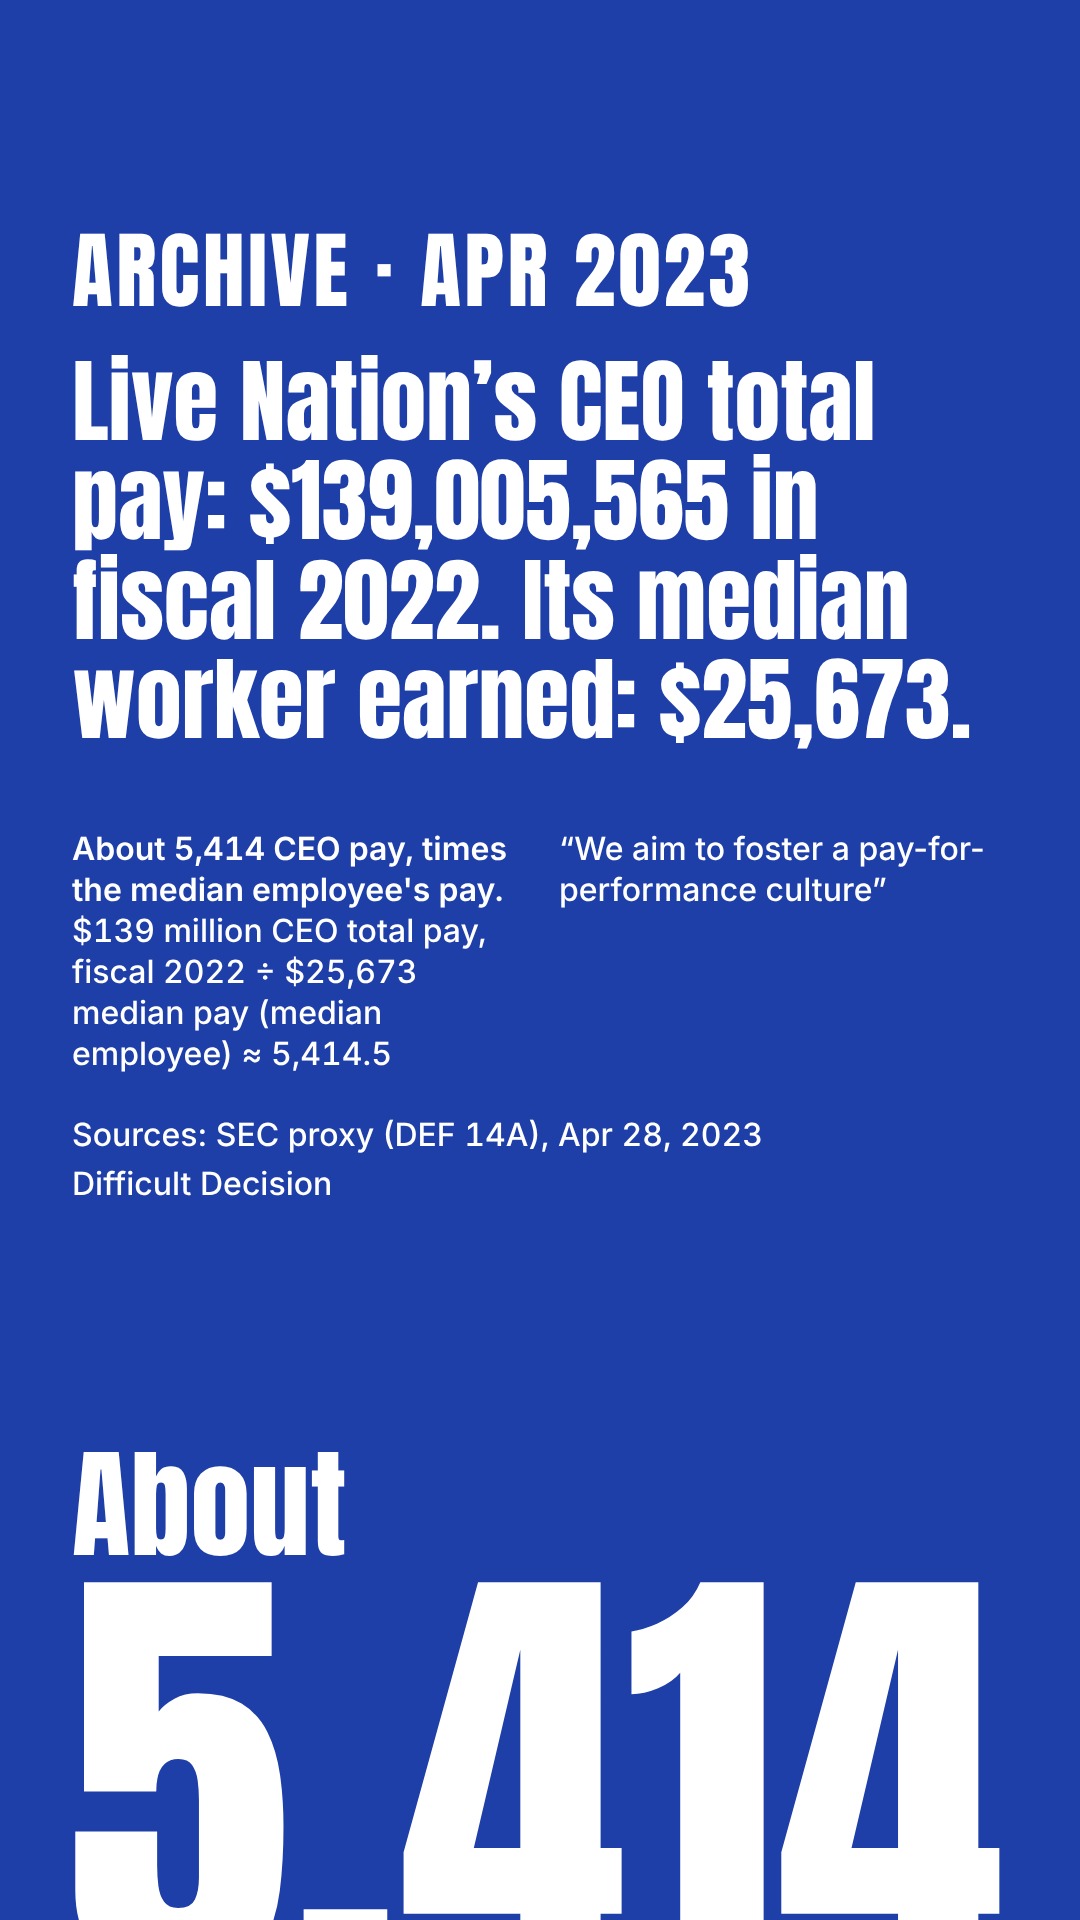 ARCHIVE · APR 2023
Live Nation’s CEO total
pay: $139,005,565 in
fiscal 2022. Its median
worker earned: $25,673.
About 5,414 CEO pay, times
the median employee's pay.
$139 million CEO total pay,
fiscal 2022 ÷ $25,673
median pay (median
employee) ≈ 5,414.5
“We aim to foster a pay-for-
performance culture”
Sources: SEC proxy (DEF 14A), Apr 28, 2023
Difficult Decision
About
5,414